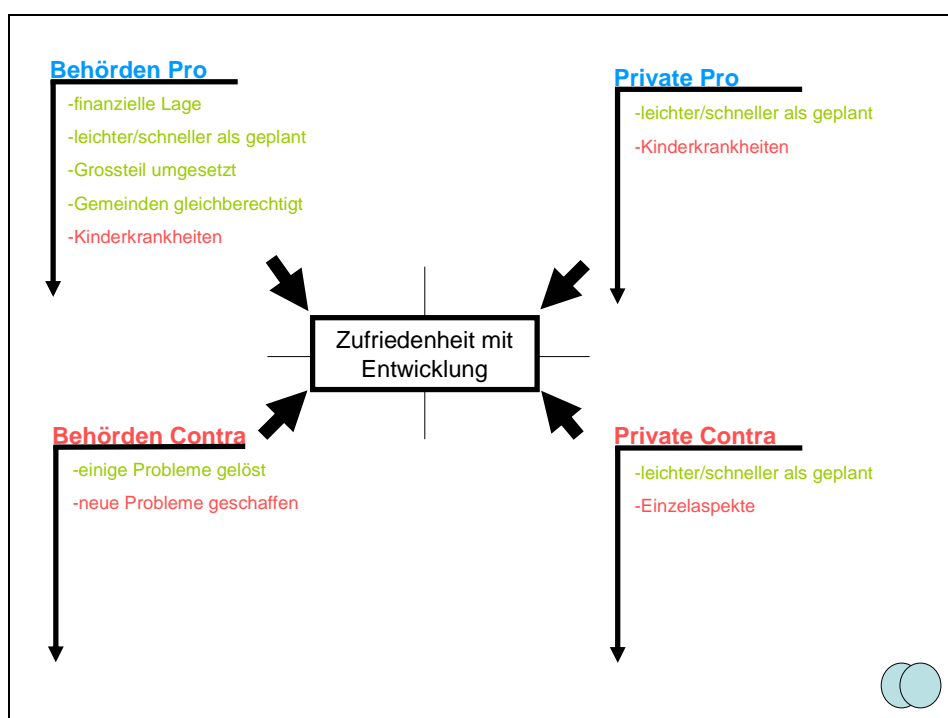 Behörden Pro
-finanzielle Lage
-leichter/schneller als geplant
-Grossteil umgesetzt
-Gemeinden gleichberechtigt
-Kinderkrankheiten
Private Pro
-leichter/schneller als geplant
-Kinderkrankheiten
Zufriedenheit mit
Entwicklung
Behörden Contra
-einige Probleme gelöst
-neue Probleme geschaffen
Private Contra
-leichter/schneller als geplant
-Einzelaspekte